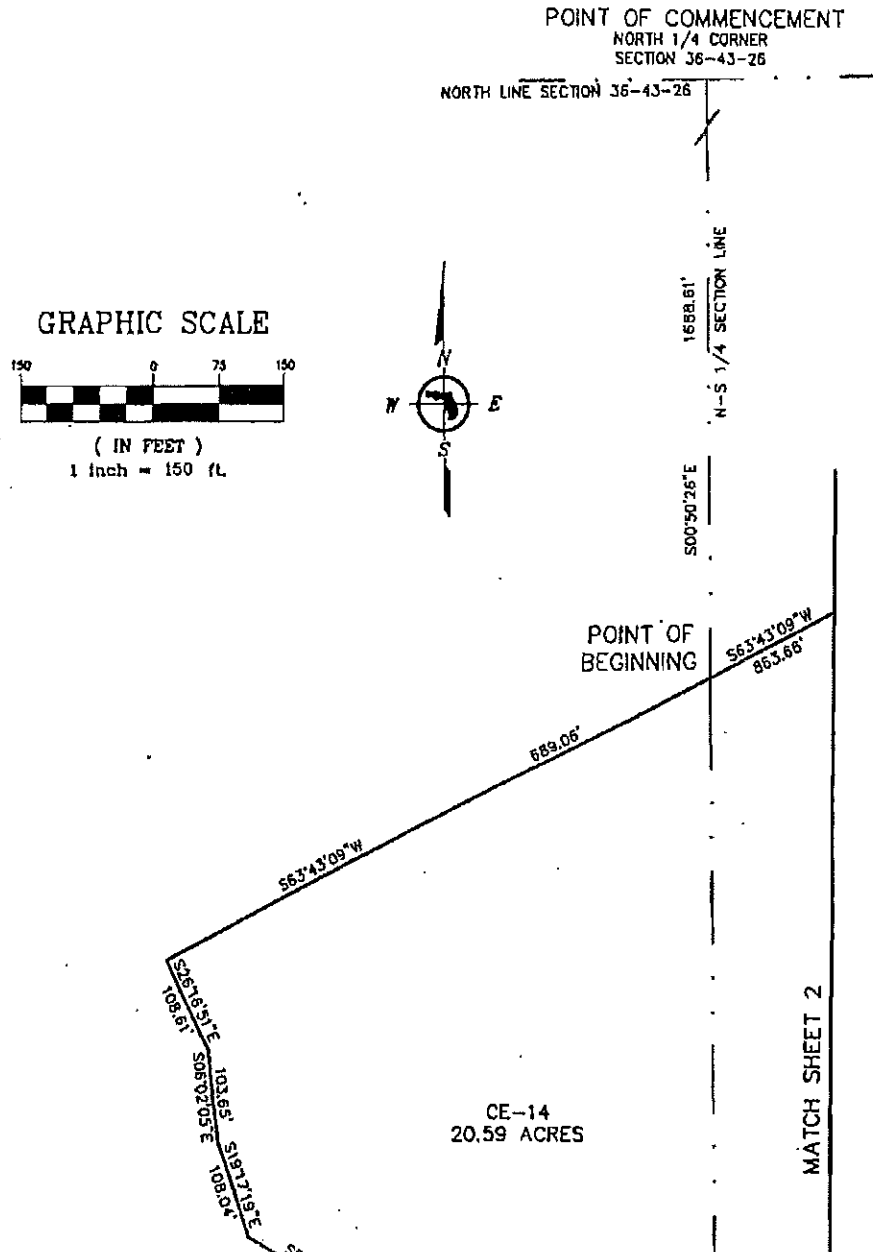 POINT OF COMMENCEMENT
NORTH 1/4 CORNER
SECTION 36-43-26
NORTH LINE SECTION 36-43-26
GRAPHIC SCALE
150 0 75 150
( IN FEET )
1 inch = 150 ft.
N
W E
S
1688.61'
N-S 1/4 SECTION LINE
S00°50'26"E
POINT OF
BEGINNING
S63°43'09"W
863.66'
689.06'
S63°43'09"W
S26°16'51"E
108.61'
103.65'
S06°02'05"E
S19°17'19"E
108.04'
CE-14
20.59 ACRES
MATCH SHEET 2